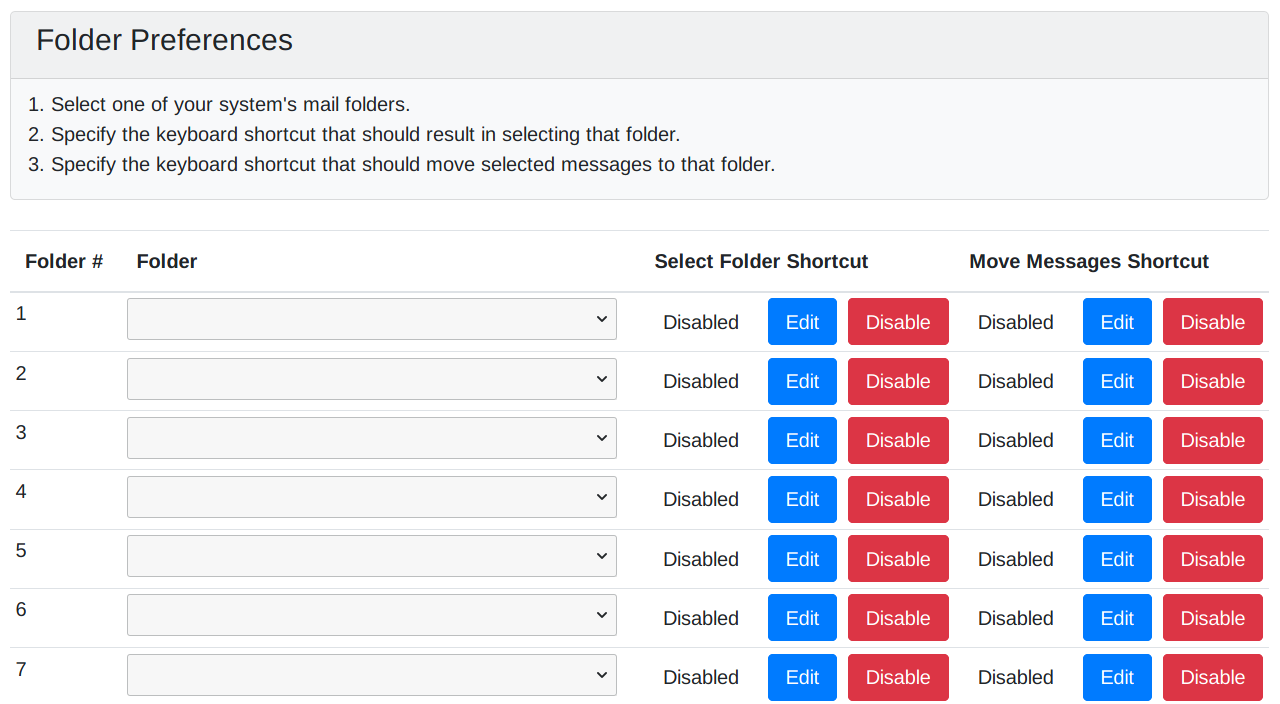 Folder Preferences
1. Select one of your system's mail folders.
2. Specify the keyboard shortcut that should result in selecting that folder.
3. Specify the keyboard shortcut that should move selected messages to that folder.
Folder # Folder Select Folder Shortcut Move Messages Shortcut
1 Disabled Edit Disable Disabled Edit Disable
2 Disabled Edit Disable Disabled Edit Disable
3 Disabled Edit Disable Disabled Edit Disable
4 Disabled Edit Disable Disabled Edit Disable
5 Disabled Edit Disable Disabled Edit Disable
6 Disabled Edit Disable Disabled Edit Disable
7 Disabled Edit Disable Disabled Edit Disable